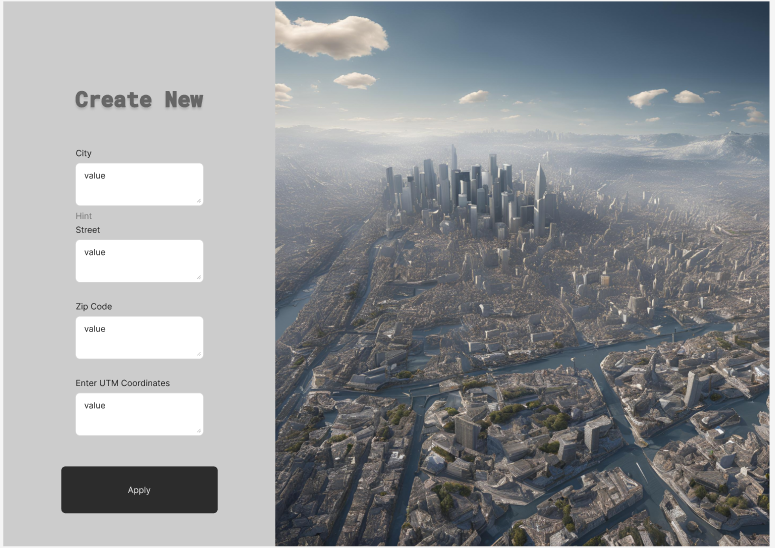 Create New
City
value
Hint
Street
value
Zip Code
value
Enter UTM Coordinates
value
Apply